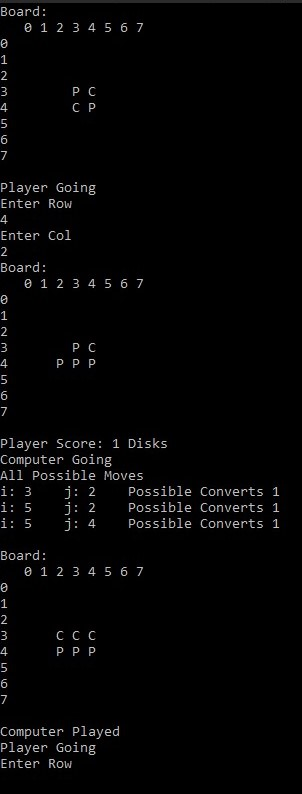 Board:
   0 1 2 3 4 5 6 7
0
1
2
3        P C
4        C P
5
6
7

Player Going
Enter Row
4
Enter Col
2
Board:
   0 1 2 3 4 5 6 7
0
1
2
3        P C
4      P P P
5
6
7

Player Score: 1 Disks
Computer Going
All Possible Moves
i: 3    j: 2    Possible Converts 1
i: 5    j: 2    Possible Converts 1
i: 5    j: 4    Possible Converts 1

Board:
   0 1 2 3 4 5 6 7
0
1
2
3      C C C
4      P P P
5
6
7

Computer Played
Player Going
Enter Row